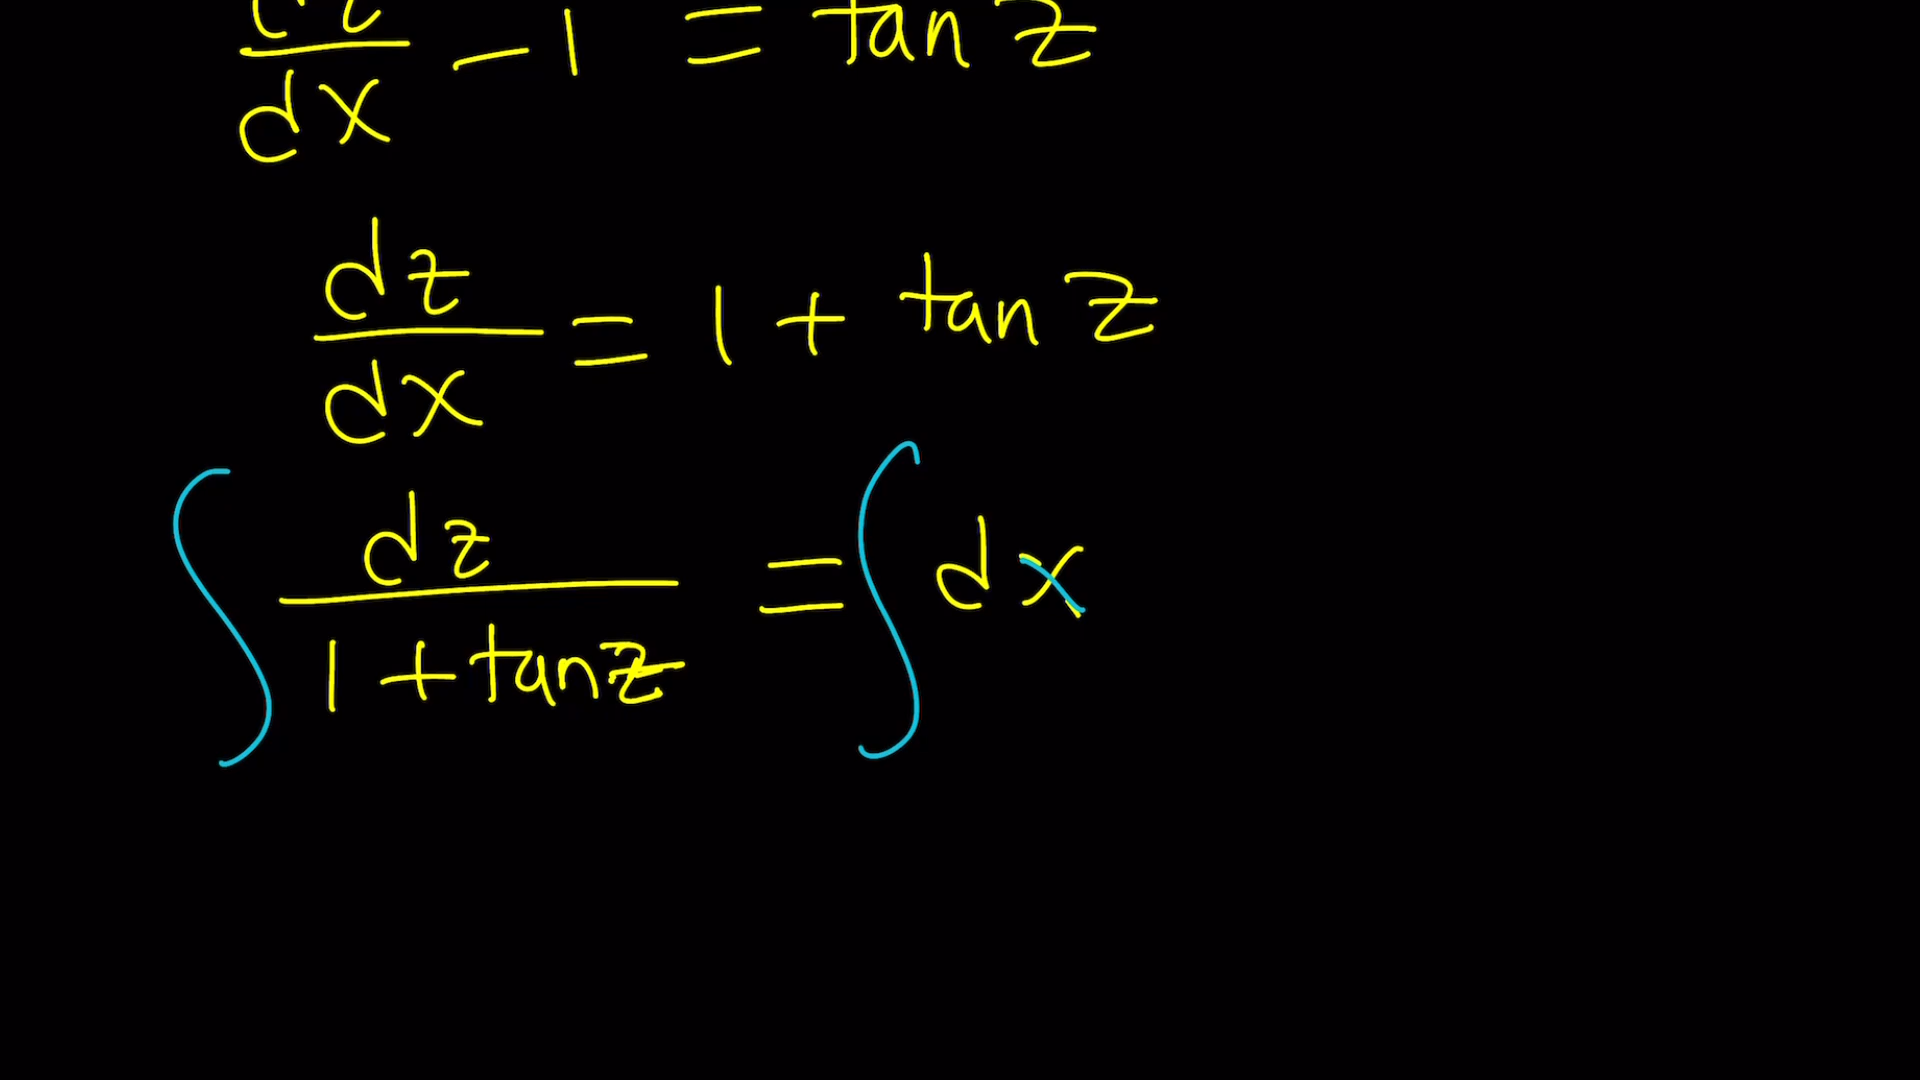 dz/dx - 1 = tan z
dz/dx = 1 + tan z
∫ dz/(1 + tan z) = ∫ dx